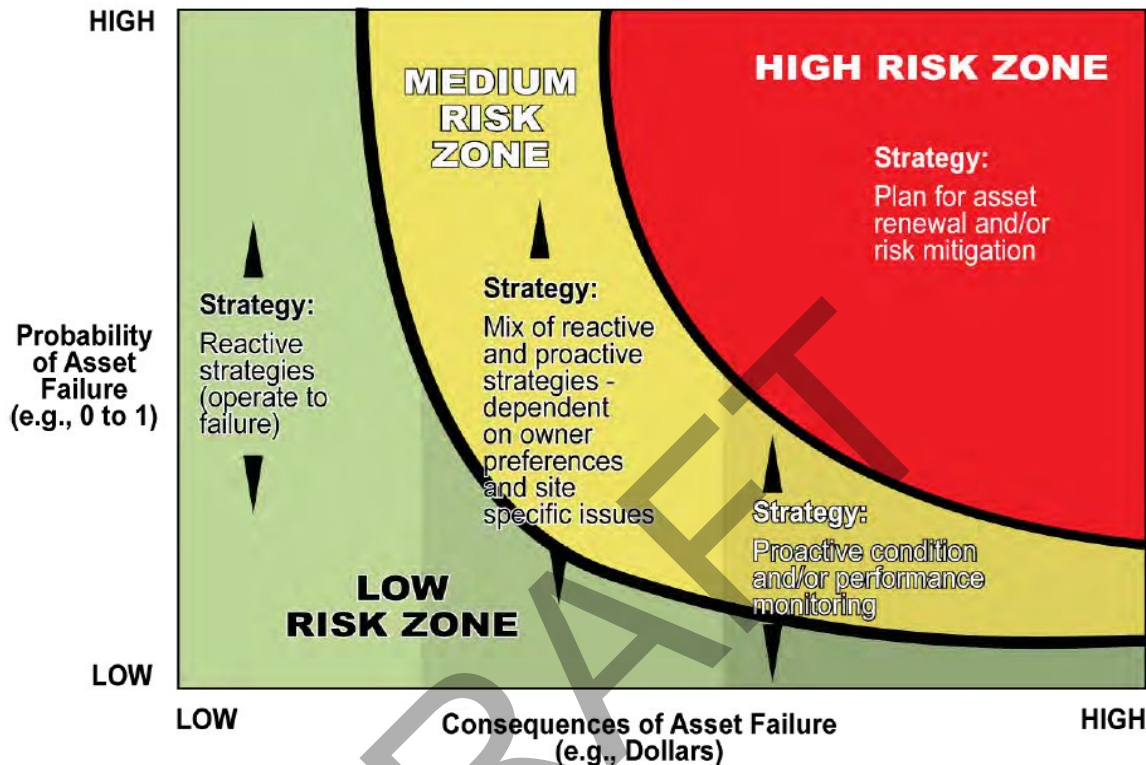 HIGH
MEDIUM
RISK
ZONE
HIGH RISK ZONE
Strategy:
Plan for asset
renewal and/or
risk mitigation
Probability
of Asset
Failure
(e.g., 0 to 1)
Strategy:
Reactive
strategies
(operate to
failure)
Strategy:
Mix of reactive
and proactive
strategies -
dependent
on owner
preferences
and site
specific issues
Strategy:
Proactive condition
and/or performance
monitoring
LOW
RISK ZONE
LOW
LOW
Consequences of Asset Failure
(e.g., Dollars)
HIGH
DRAFT